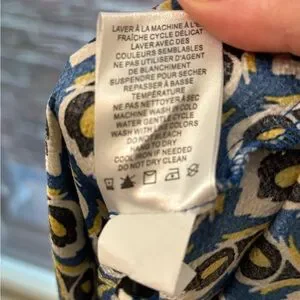 LAVER À LA MACHINE À L'E
FRAÎCHE CYCLE DÉLICAT
LAVER AVEC DES
COULEURS SEMBLABLES
NE PAS UTILISER D'AGENT
DE BLANCHIMENT
SUSPENDRE POUR SECHER
REPASSER À BASSE
TEMPÉRATURE
NE PAS NETTOYER À SEC
MACHINE WASH IN COLD
WATER GENTLE CYCLE
WASH WITH LIKE COLORS
DO NOT BLEACH
HANG TO DRY
COOL IRON IF NEEDED
DO NOT DRY CLEAN